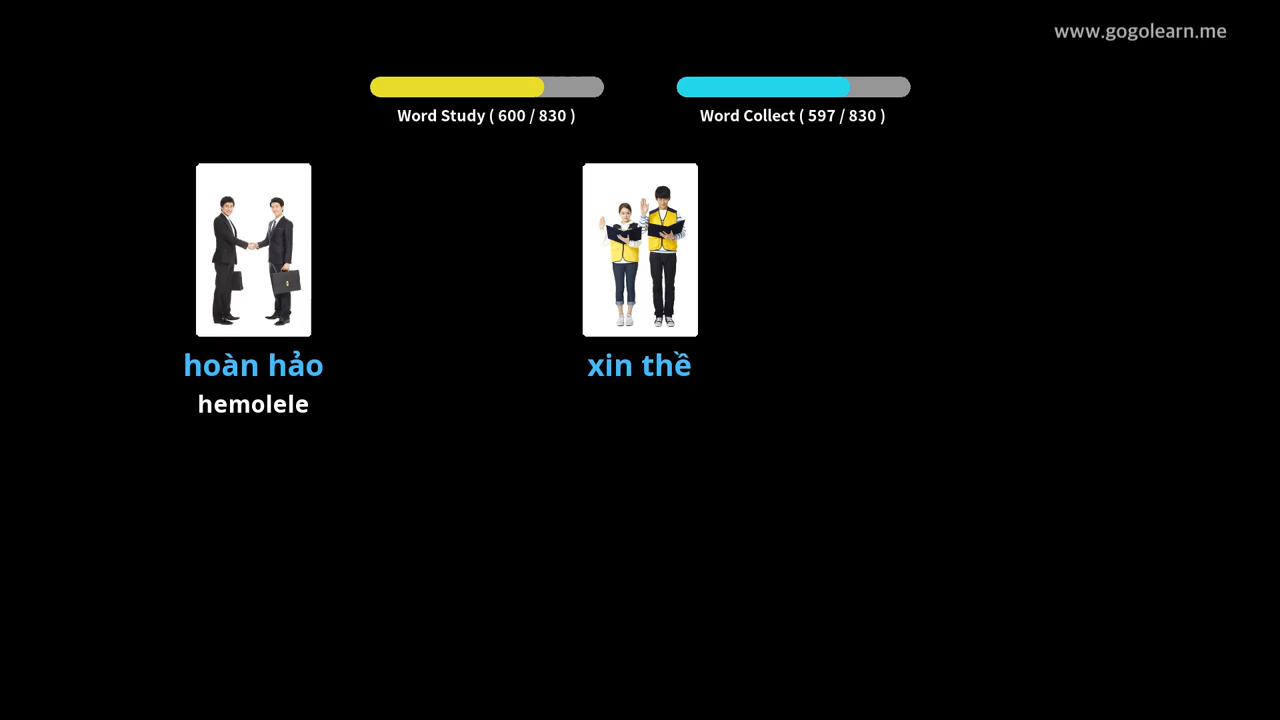 www.gogolearn.me
Word Study ( 600 / 830 )
Word Collect ( 597 / 830 )
hoàn hảo
hemolele
xin thề